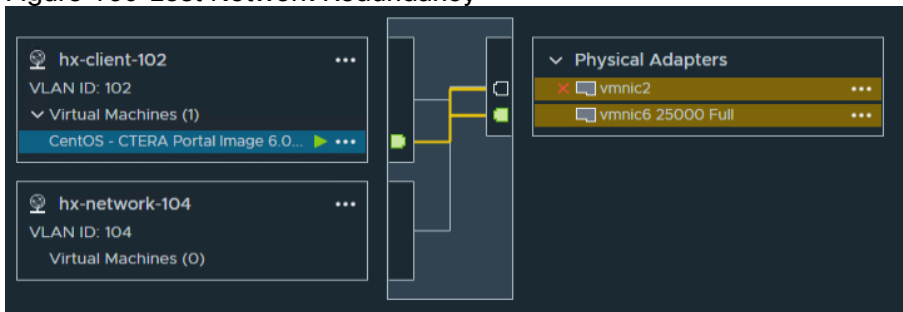 hx-client-102
VLAN ID: 102
Virtual Machines (1)
CentOS - CTERA Portal Image 6.0...
hx-network-104
VLAN ID: 104
Virtual Machines (0)
Physical Adapters
vmnic2
vmnic6 25000 Full